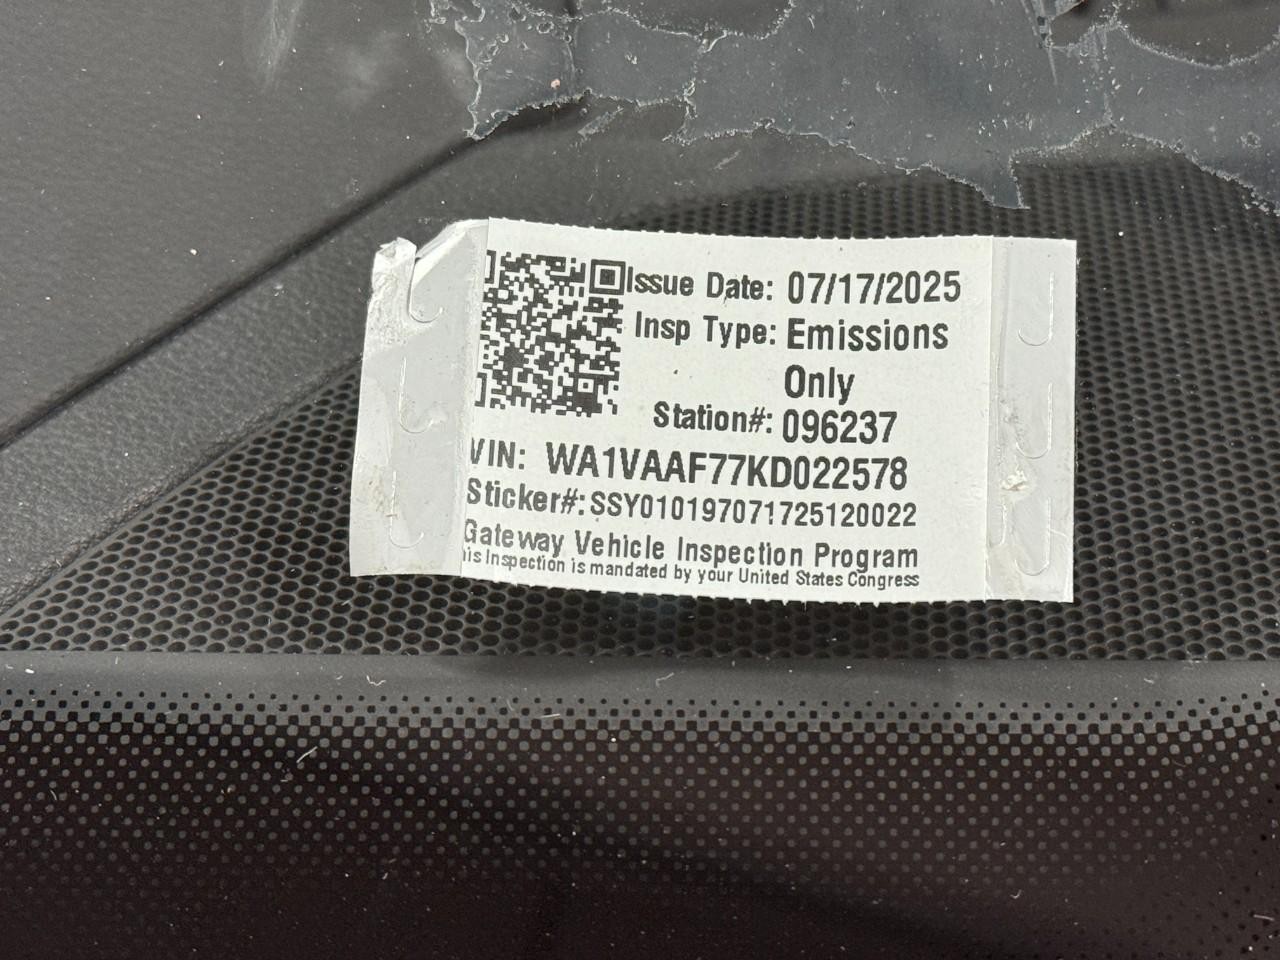 Issue Date: 07/17/2025
Insp Type: Emissions
Only
Station#: 096237
VIN: WA1VAAF77KD022578
Sticker#: SSY010197071725120022
Gateway Vehicle Inspection Program
his Inspection is mandated by your United States Congress